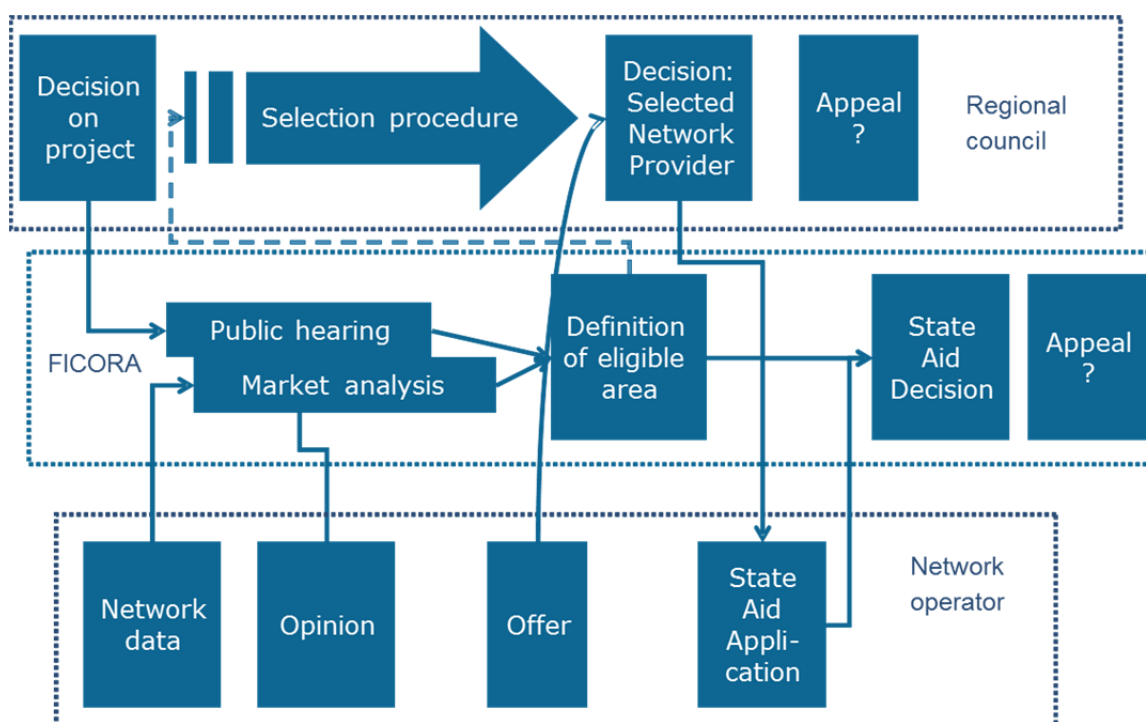 Decision
on
project
Selection procedure
Decision:
Selected
Network
Provider
Appeal
?
Regional
council
FICORA
Public hearing
Market analysis
Definition
of eligible
area
State
Aid
Decision
Appeal
?
Network
data
Opinion
Offer
State
Aid
Appli-
cation
Network
operator